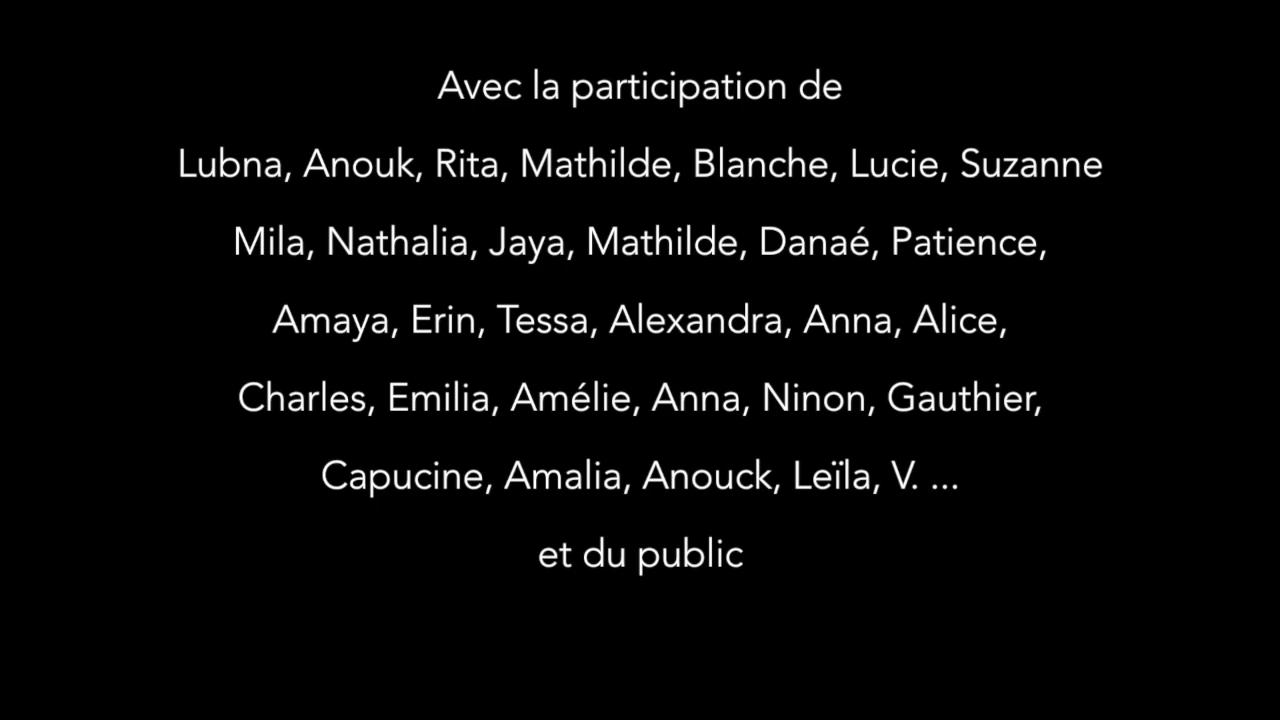 Avec la participation de
Lubna, Anouk, Rita, Mathilde, Blanche, Lucie, Suzanne
Mila, Nathalia, Jaya, Mathilde, Danaé, Patience,
Amaya, Erin, Tessa, Alexandra, Anna, Alice,
Charles, Emilia, Amélie, Anna, Ninon, Gauthier,
Capucine, Amalia, Anouck, Leïla, V. ...
et du public